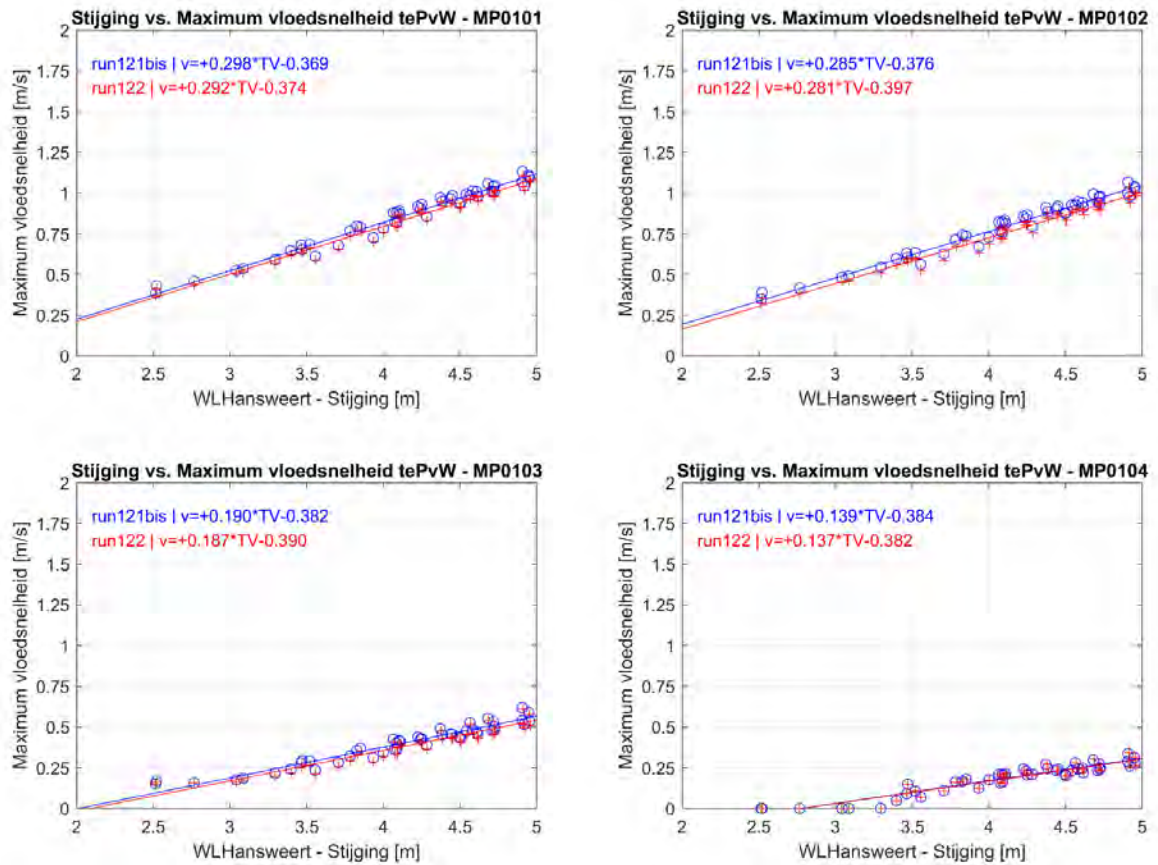 Stijging vs. Maximum vloedsnelheid tePvW - MP0101
2
1.75
1.5
1.25
1
0.75
0.5
0.25
0
Maximum vloedsnelheid [m/s]
run121bis | v=+0.298*TV-0.369
run122 | v=+0.292*TV-0.374
2 2.5 3 3.5 4 4.5 5
WLHansweert - Stijging [m]
Stijging vs. Maximum vloedsnelheid tePvW - MP0102
2
1.75
1.5
1.25
1
0.75
0.5
0.25
0
Maximum vloedsnelheid [m/s]
run121bis | v=+0.285*TV-0.376
run122 | v=+0.281*TV-0.397
2 2.5 3 3.5 4 4.5 5
WLHansweert - Stijging [m]
Stijging vs. Maximum vloedsnelheid tePvW - MP0103
2
1.75
1.5
1.25
1
0.75
0.5
0.25
0
Maximum vloedsnelheid [m/s]
run121bis | v=+0.190*TV-0.382
run122 | v=+0.187*TV-0.390
2 2.5 3 3.5 4 4.5 5
WLHansweert - Stijging [m]
Stijging vs. Maximum vloedsnelheid tePvW - MP0104
2
1.75
1.5
1.25
1
0.75
0.5
0.25
0
Maximum vloedsnelheid [m/s]
run121bis | v=+0.139*TV-0.384
run122 | v=+0.137*TV-0.382
2 2.5 3 3.5 4 4.5 5
WLHansweert - Stijging [m]